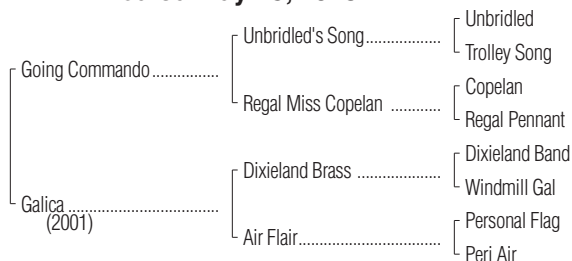 Unbridled
Unbridled's Song
Trolley Song
Going Commando
Copelan
Regal Miss Copelan
Regal Pennant
Dixieland Band
Dixieland Brass
Windmill Gal
Galica
(2001)
Personal Flag
Air Flair
Peri Air